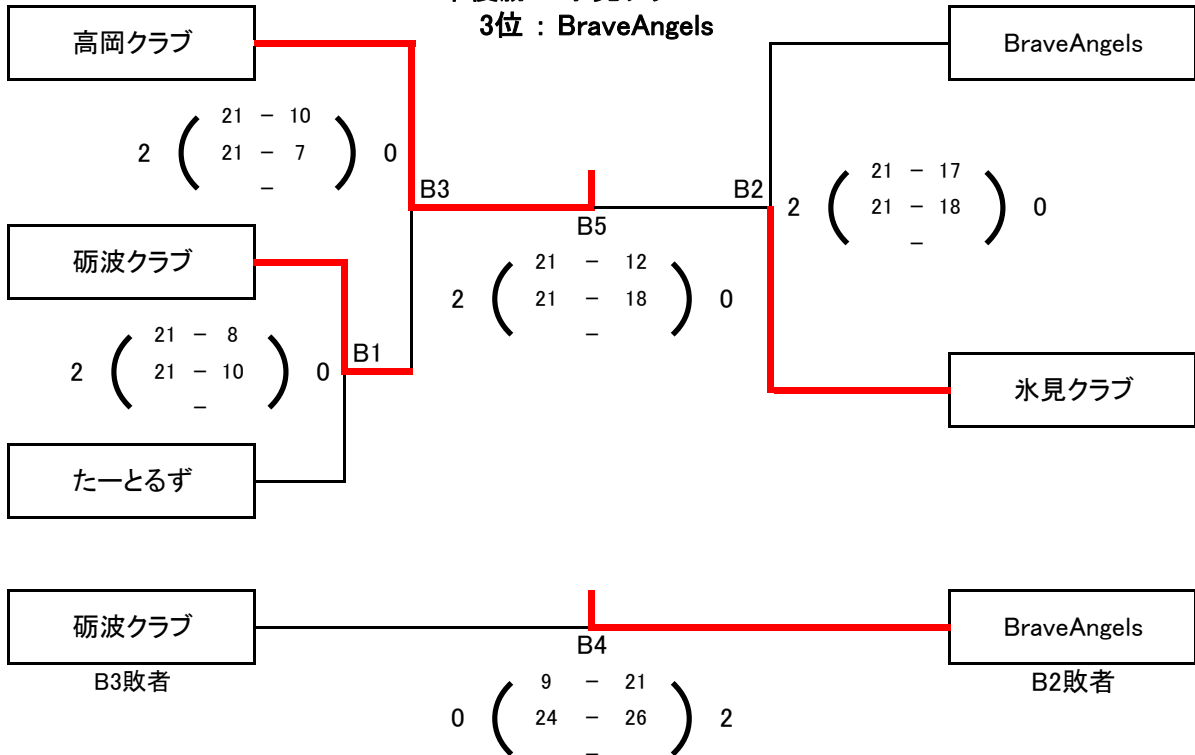 3位 : BraveAngels
高岡クラブ
BraveAngels
21 − 10
2 ( 21 − 7 ) 0
−
B3
B2
21 − 17
2 ( 21 − 18 ) 0
−
砺波クラブ
B5
21 − 12
2 ( 21 − 18 ) 0
−
21 − 8
2 ( 21 − 10 ) 0
−
B1
氷見クラブ
たーとるず
砺波クラブ
BraveAngels
B4
B3敗者
B2敗者
9 − 21
0 ( 24 − 26 ) 2
−